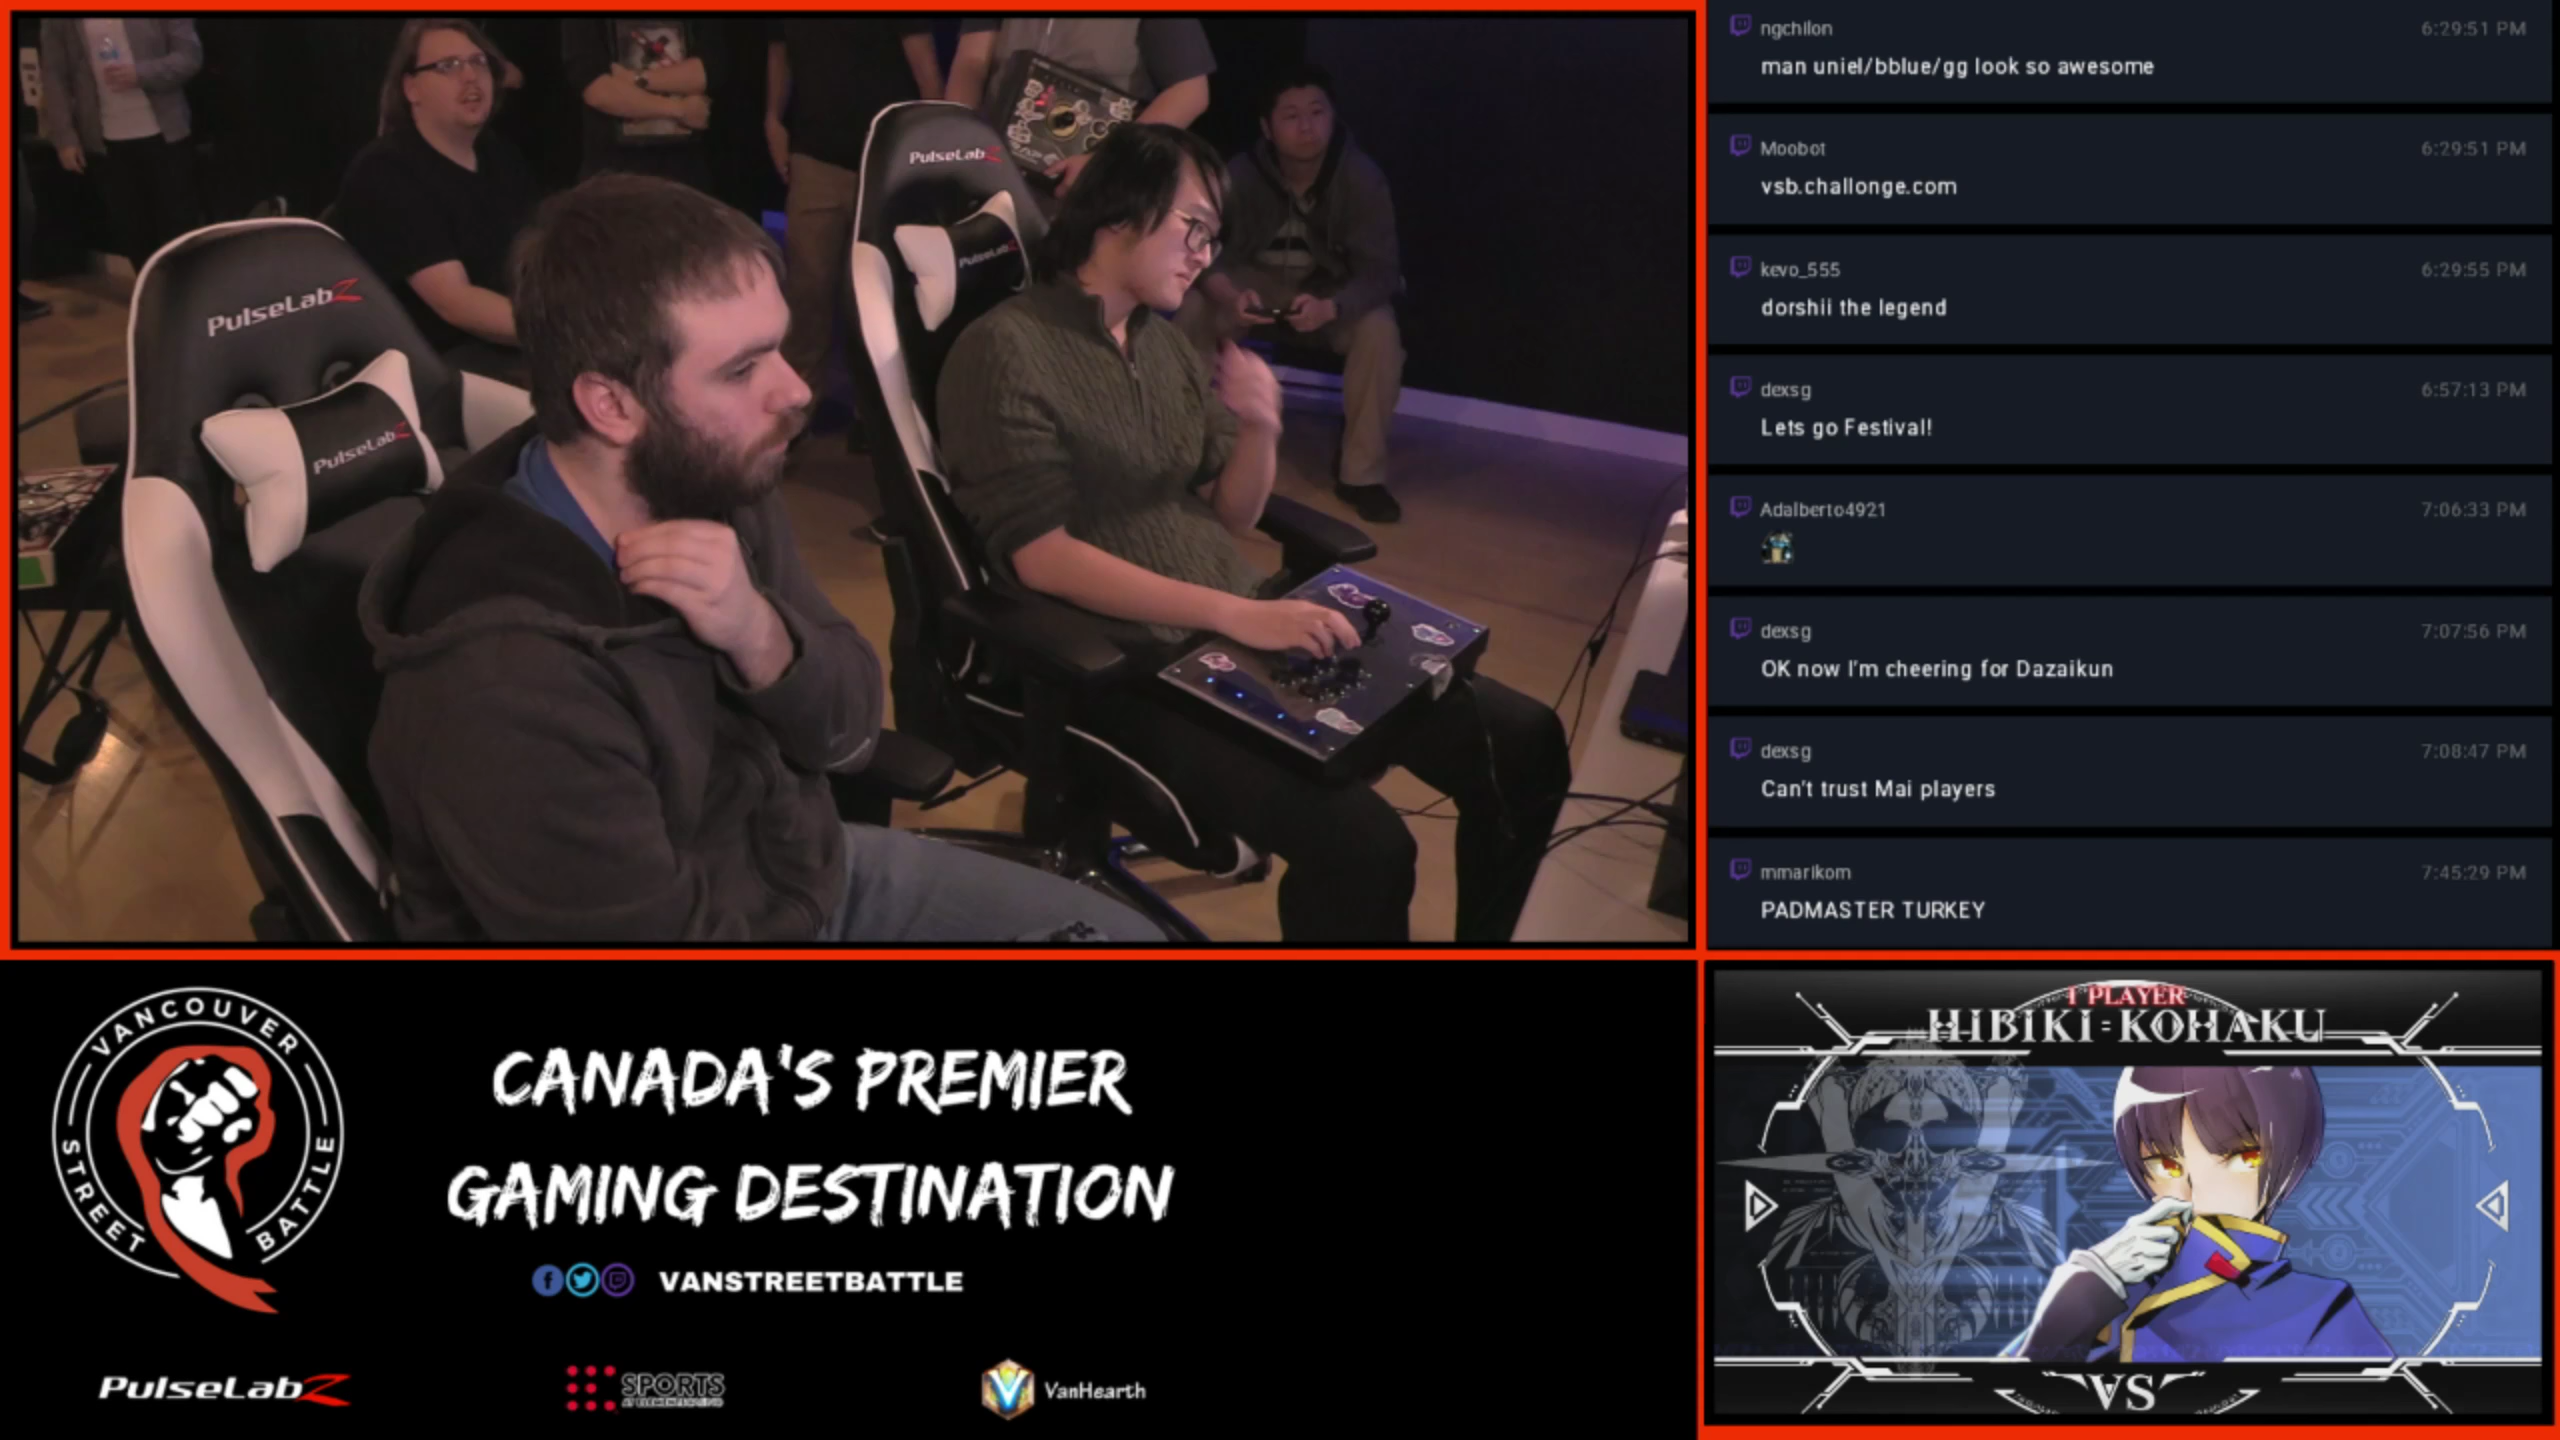 PulseLabZ
PulseLabZ
PulseLabZ
PulseLabZ
ngchilon
6:29:51 PM
man uniel/bblue/gg look so awesome
Moobot
6:29:51 PM
vsb.challonge.com
kevo_555
6:29:55 PM
dorshii the legend
dexsg
6:57:13 PM
Lets go Festival!
Adalberto4921
7:06:33 PM
dexsg
7:07:56 PM
OK now I'm cheering for Dazaikun
dexsg
7:08:47 PM
Can't trust Mai players
mmarikom
7:45:29 PM
PADMASTER TURKEY
VANCOUVER
STREET BATTLE
CANADA'S PREMIER
GAMING DESTINATION
VANSTREETBATTLE
PulseLabZ
SPORTS
VanHearth
1 PLAYER
HIBIKI=KOHAKU
VS